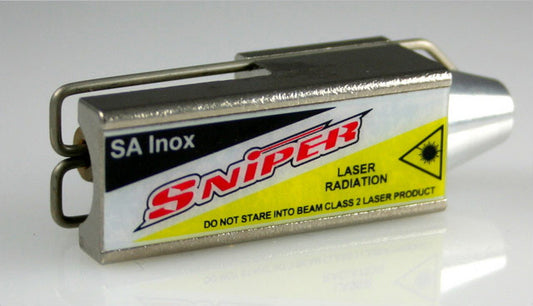 SA Inox
SNiPER
LASER
RADIATION
DO NOT STARE INTO BEAM CLASS 2 LASER PRODUCT